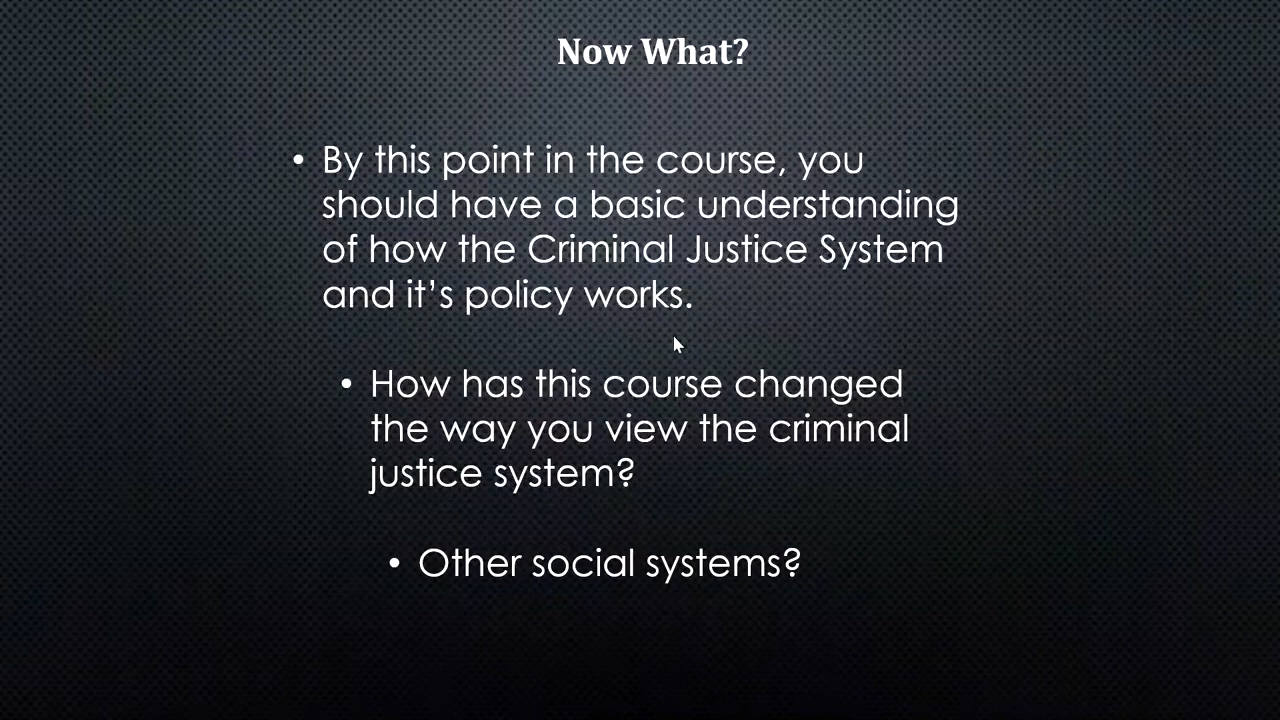 Now What?
• By this point in the course, you
should have a basic understanding
of how the Criminal Justice System
and it’s policy works.
• How has this course changed
the way you view the criminal
justice system?
• Other social systems?